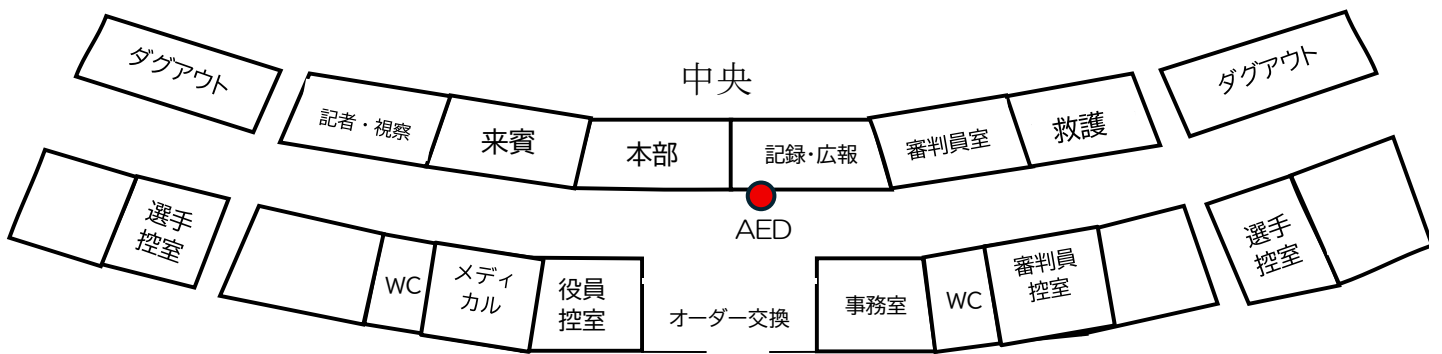 中央
ダグアウト
記者・視察
来賓
本部
記録・広報
審判員室
救護
ダグアウト
AED
選手
控室
WC
メディ
カル
役員
控室
オーダー交換
事務室
WC
審判員
控室
選手
控室